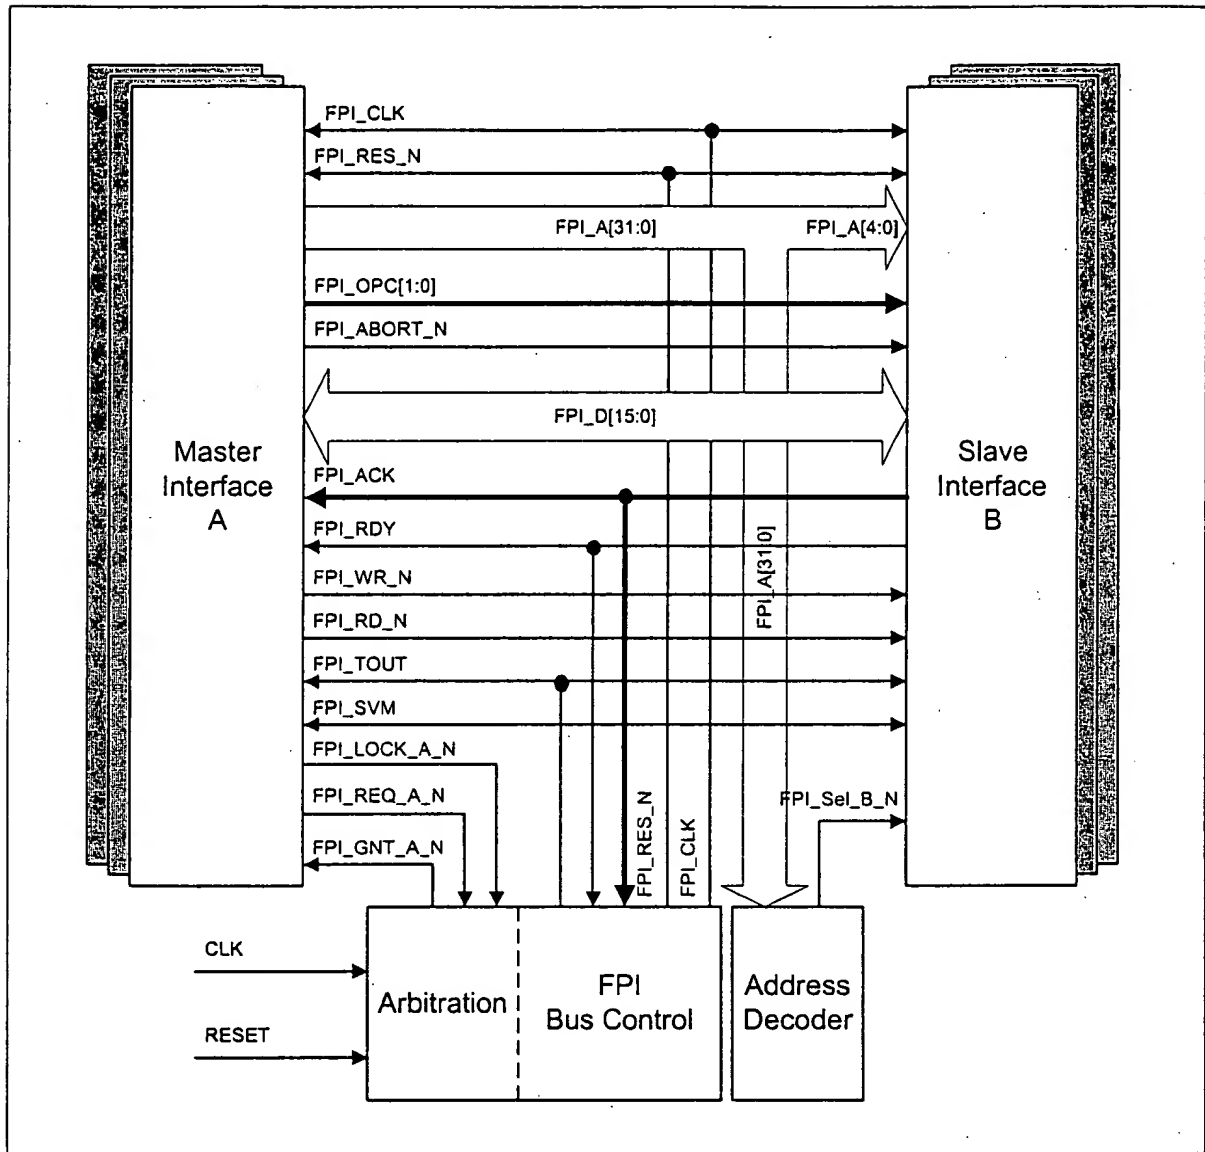 FPI_CLK
FPI_RES_N
FPI_A[31:0]
FPI_A[4:0]
FPI_OPC[1:0]
FPI_ABORT_N
FPI_D[15:0]
Master
Interface
A
Slave
Interface
B
FPI_ACK
FPI_RDY
FPI_A[31:0]
FPI_WR_N
FPI_RD_N
FPI_TOUT
FPI_SVM
FPI_LOCK_A_N
FPI_REQ_A_N
FPI_GNT_A_N
FPI_RES_N
FPI_CLK
FPI_Sel_B_N
CLK
RESET
Arbitration
FPI
Bus Control
Address
Decoder